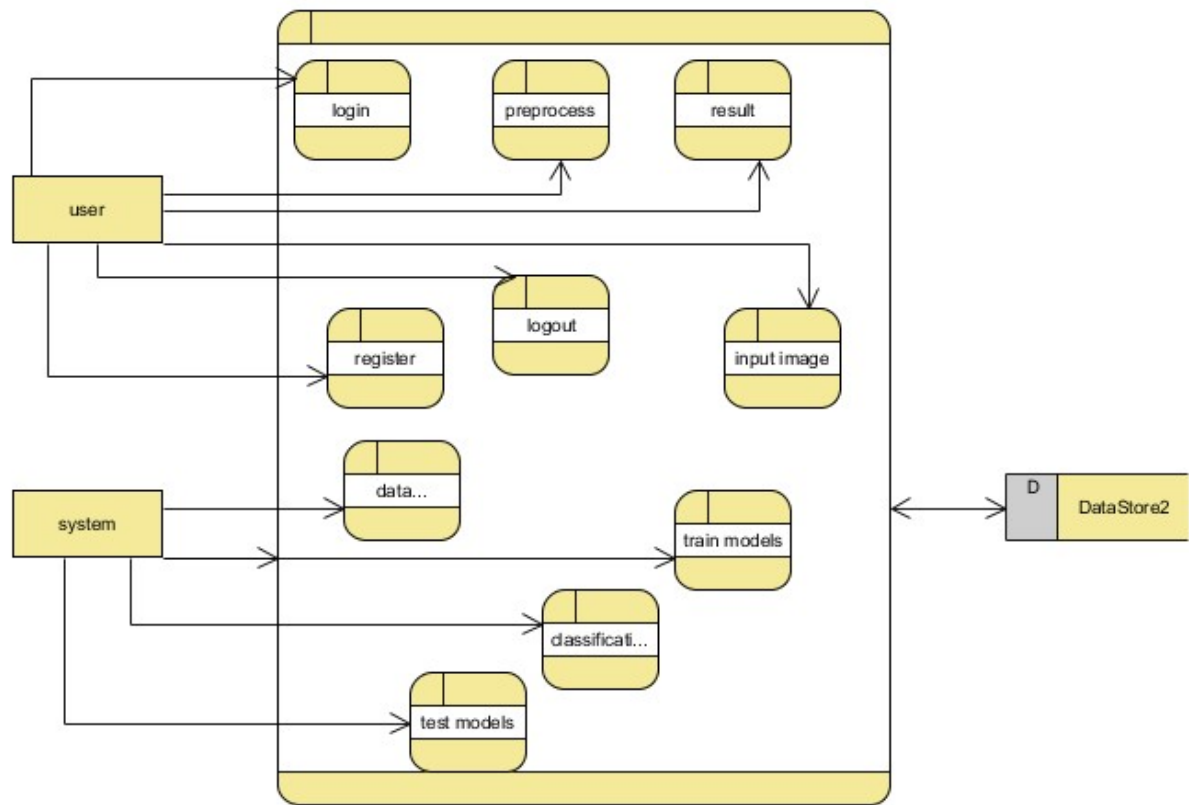 login
preprocess
result
user
logout
register
input image
data...
system
D
DataStore2
train models
classificati...
test models